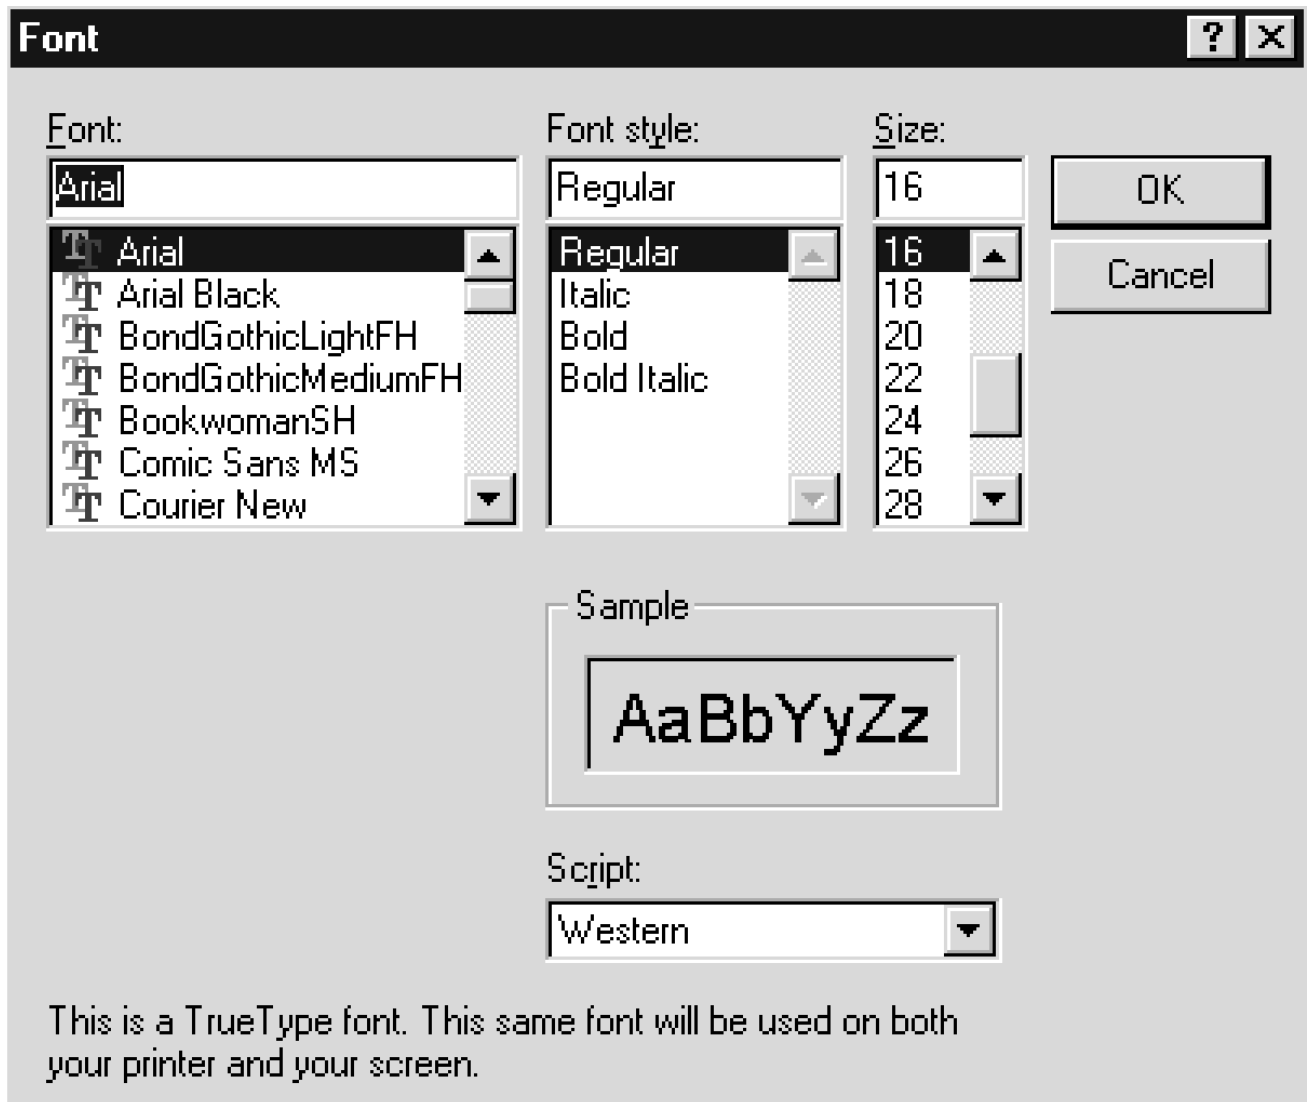 Font
Font:
Arial
Arial
Arial Black
BondGothicLightFH
BondGothicMediumFH
BookwomanSH
Comic Sans MS
Courier New
Font style:
Regular
Regular
Italic
Bold
Bold Italic
Size:
16
16
18
20
22
24
26
28
OK
Cancel
Sample
AaBbYyZz
Script:
Western
This is a TrueType font. This same font will be used on both
your printer and your screen.